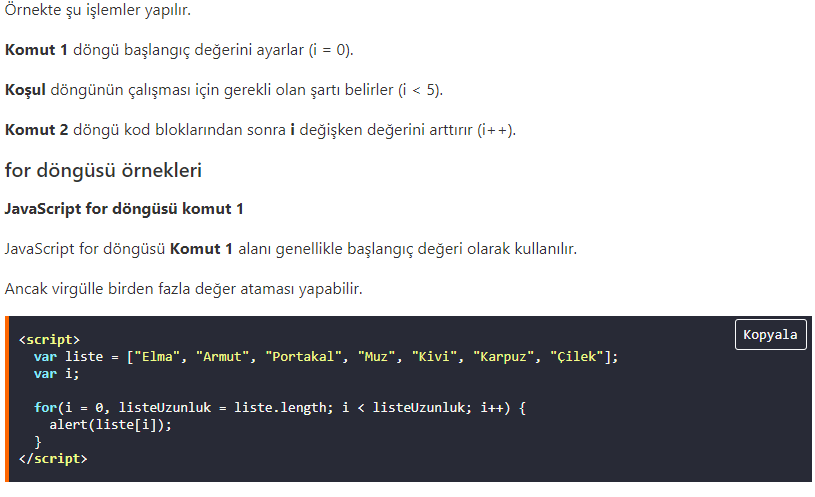 Örnekte şu işlemler yapılır.
Komut 1 döngü başlangıç değerini ayarlar (i = 0).
Koşul döngünün çalışması için gerekli olan şartı belirler (i < 5).
Komut 2 döngü kod bloklarından sonra i değişken değerini arttırır (i++).
for döngüsü örnekleri
JavaScript for döngüsü komut 1
JavaScript for döngüsü Komut 1 alanı genellikle başlangıç değeri olarak kullanılır.
Ancak virgülle birden fazla değer ataması yapabilir.
Kopyala
<script>
  var liste = ["Elma", "Armut", "Portakal", "Muz", "Kivi", "Karpuz", "Çilek"];
  var i;
  for(i = 0, listeUzunluk = liste.length; i < listeUzunluk; i++) {
    alert(liste[i]);
  }
</script>